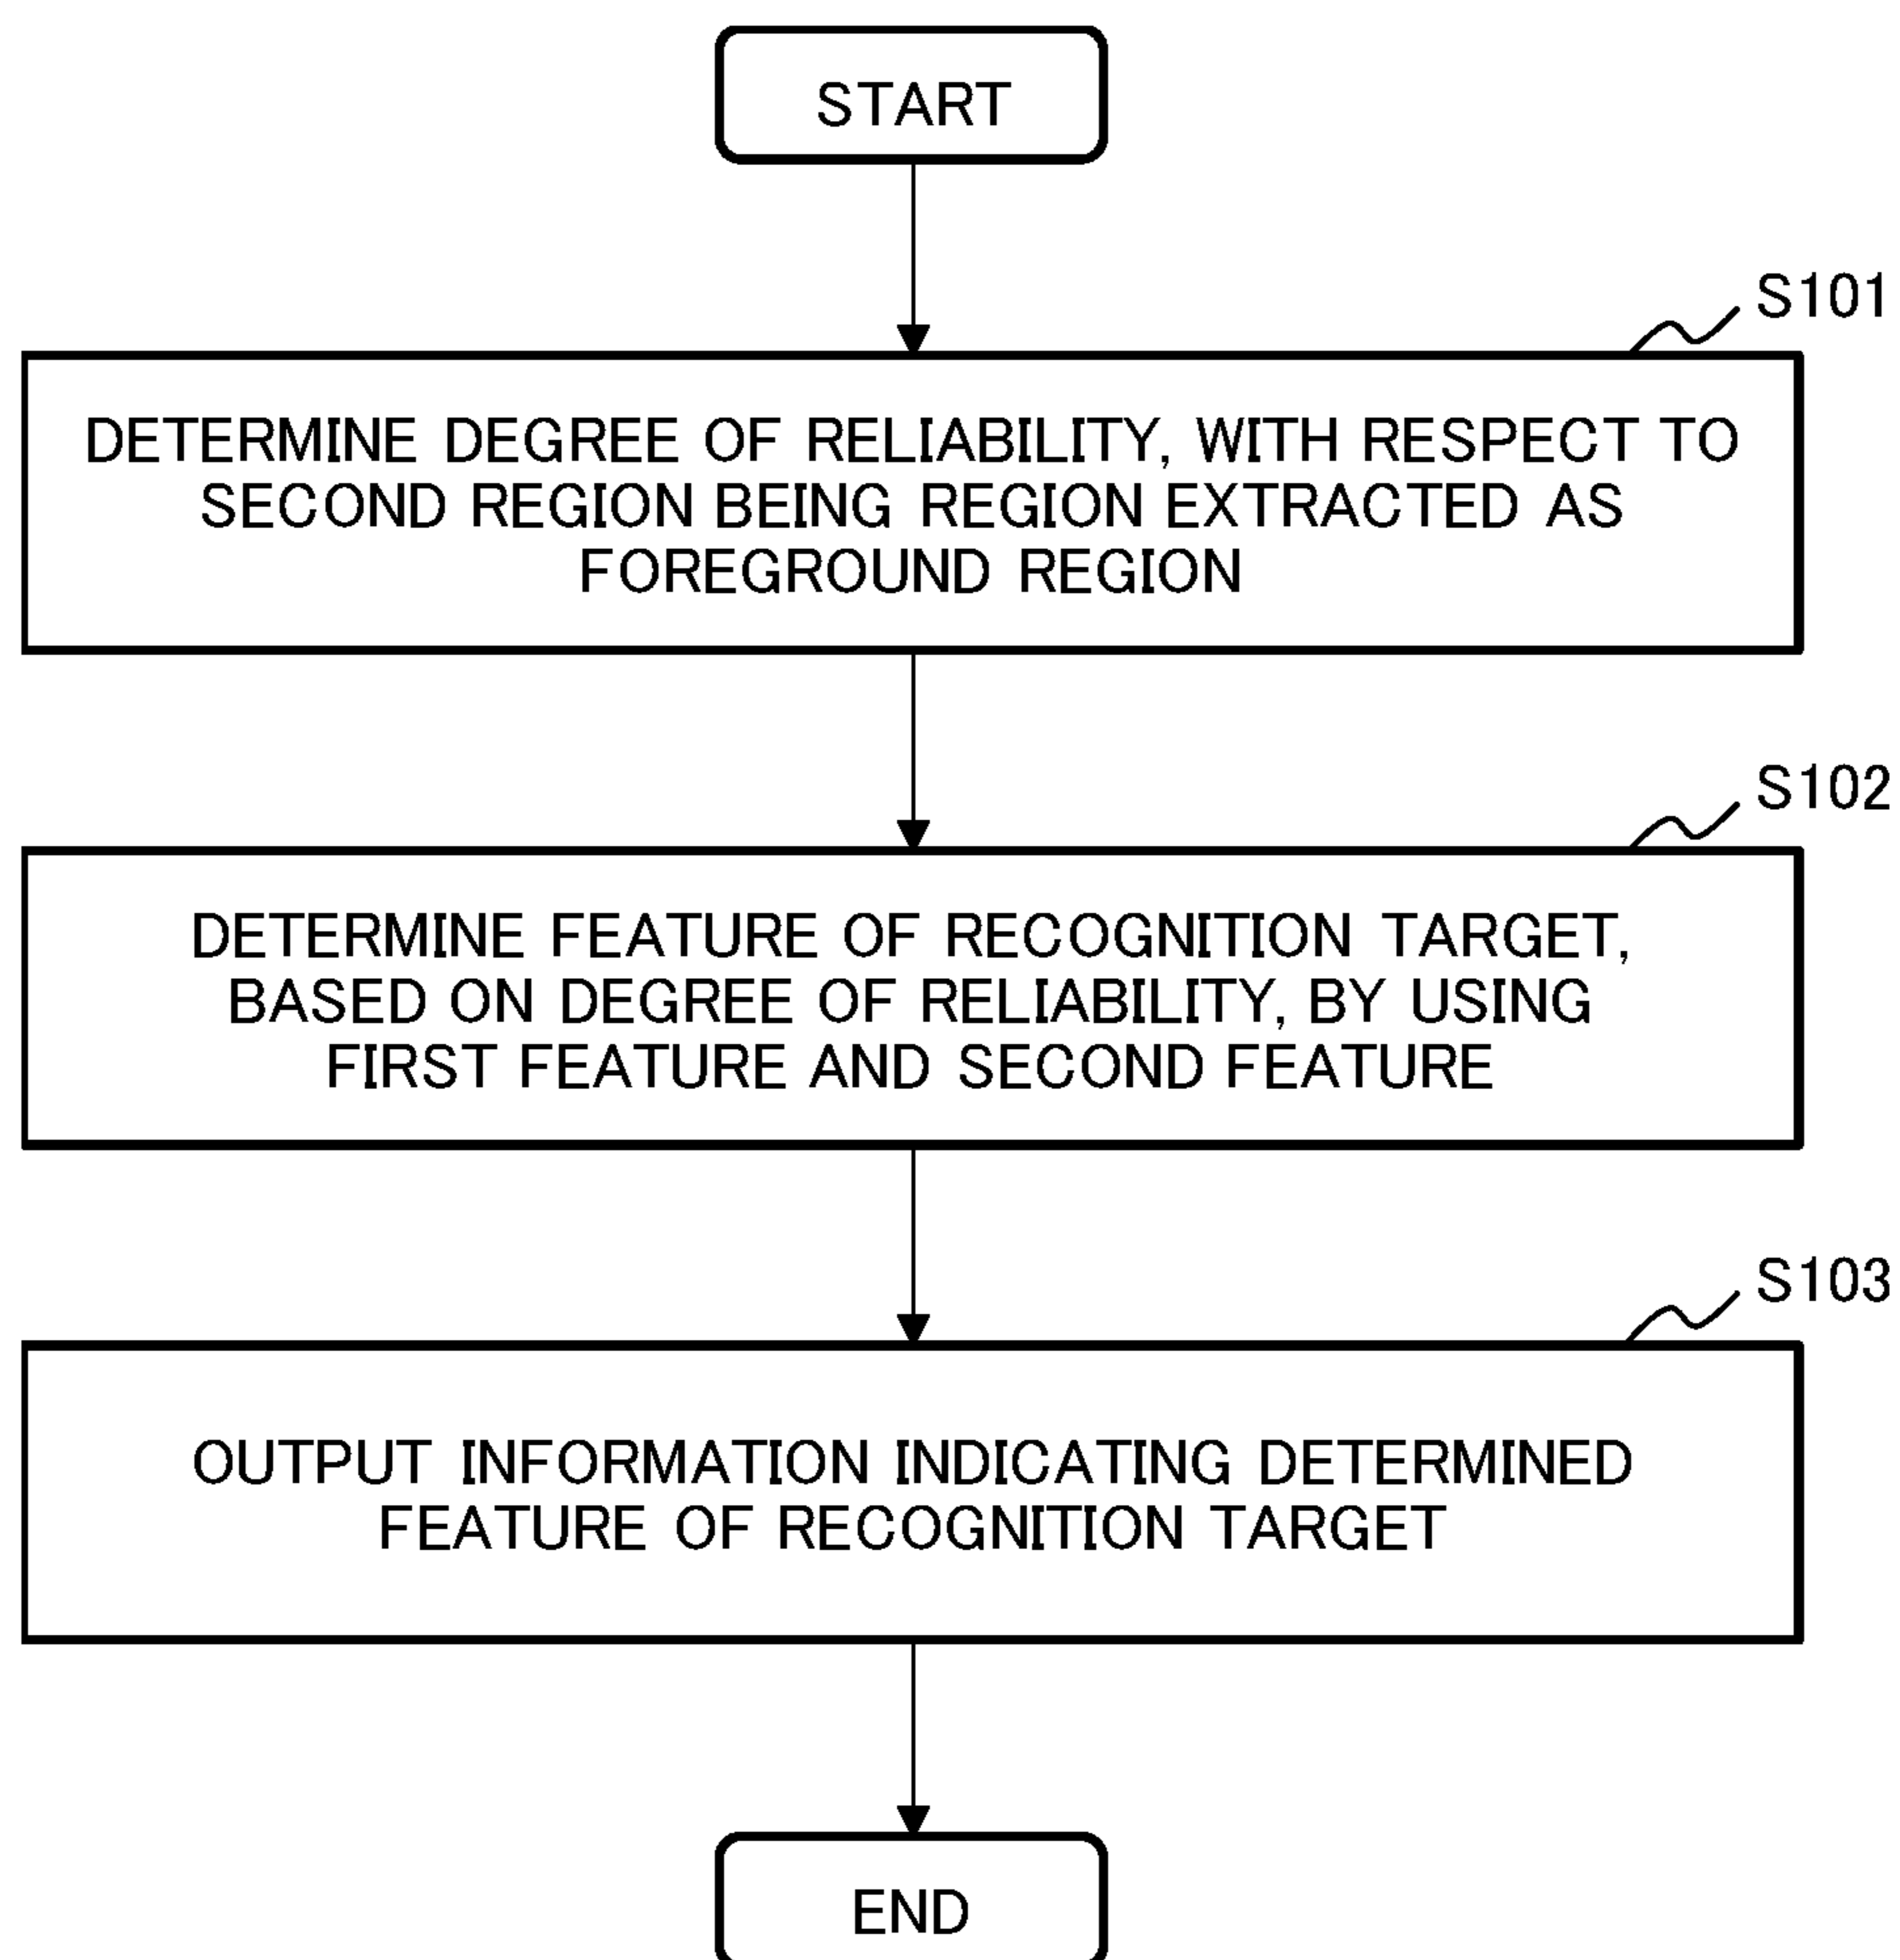 START
S101
DETERMINE DEGREE OF RELIABILITY, WITH RESPECT TO
SECOND REGION BEING REGION EXTRACTED AS
FOREGROUND REGION
S102
DETERMINE FEATURE OF RECOGNITION TARGET,
BASED ON DEGREE OF RELIABILITY, BY USING
FIRST FEATURE AND SECOND FEATURE
S103
OUTPUT INFORMATION INDICATING DETERMINED
FEATURE OF RECOGNITION TARGET
END